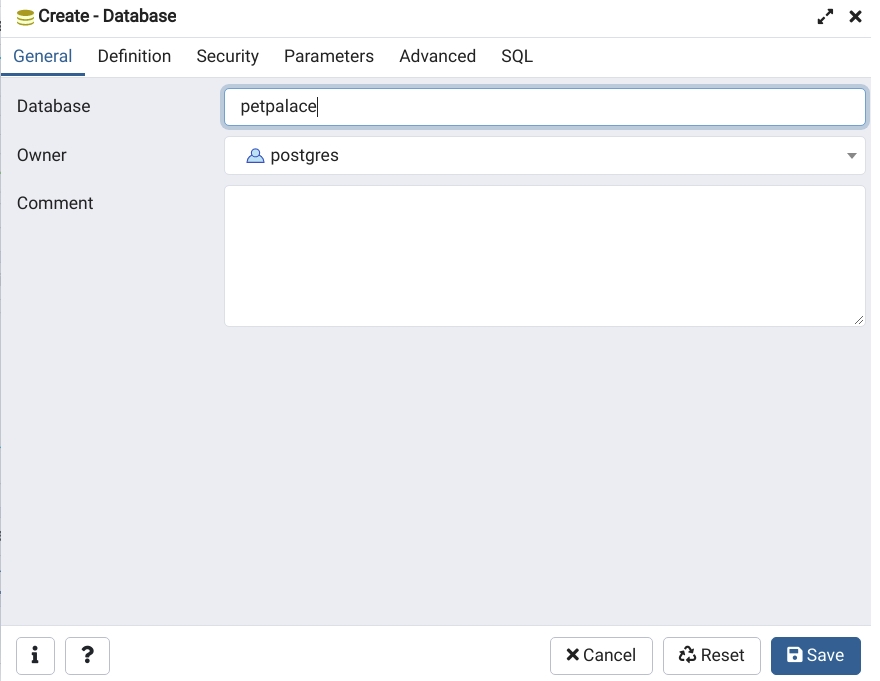 Create - Database
General Definition Security Parameters Advanced SQL
Database petpalace
Owner postgres
Comment
i ? Cancel Reset Save